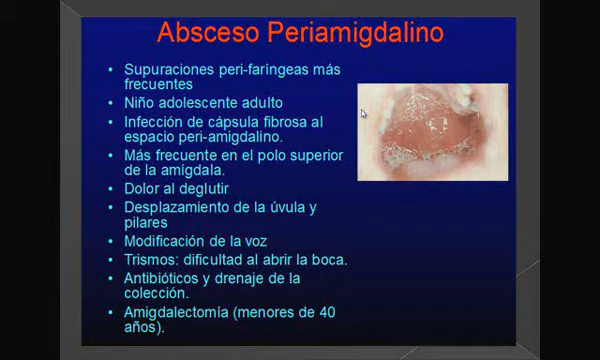 Absceso Periamigdalino
• Supuraciones peri-faringeas más
frecuentes
• Niño adolescente adulto
• Infección de cápsula fibrosa al
espacio peri-amigdalino.
• Más frecuente en el polo superior
de la amígdala.
• Dolor al deglutir
• Desplazamiento de la úvula y
pilares
• Modificación de la voz
• Trismos: dificultad al abrir la boca.
• Antibióticos y drenaje de la
colección.
• Amigdalectomía (menores de 40
años).